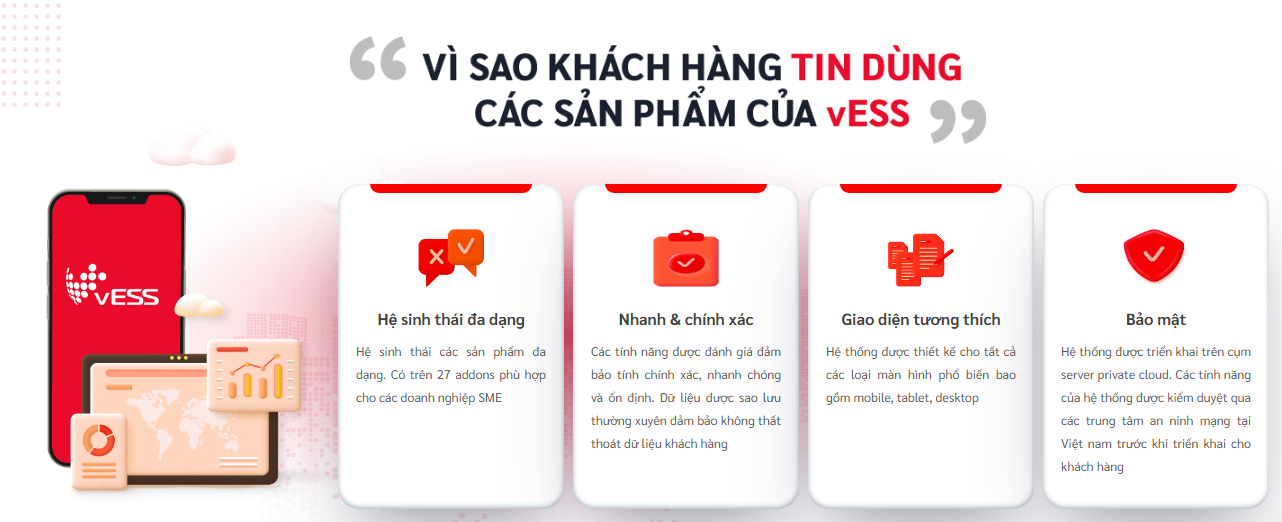 VÌ SAO KHÁCH HÀNG TIN DÙNG
CÁC SẢN PHẨM CỦA vESS
vESS
Hệ sinh thái đa dạng
Hệ sinh thái các sản phẩm đa
dạng. Có trên 27 addons phù hợp
cho các doanh nghiệp SME
Nhanh & chính xác
Các tính năng được đánh giá đảm
bảo tính chính xác, nhanh chóng
và ổn định. Dữ liệu được sao lưu
thường xuyên đảm bảo không thất
thoát dữ liệu khách hàng
Giao diện tương thích
Hệ thống được thiết kế cho tất cả
các loại màn hình phổ biến bao
gồm mobile, tablet, desktop
Bảo mật
Hệ thống được triển khai trên cụm
server private cloud. Các tính năng
của hệ thống được kiểm duyệt qua
các trung tâm an ninh mạng tại
Việt nam trước khi triển khai cho
khách hàng